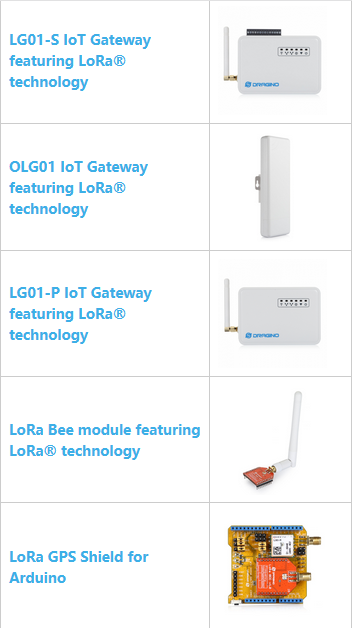 LG01-S IoT Gateway
featuring LoRa®
technology
DRAGINO
OLG01 IoT Gateway
featuring LoRa®
technology
LG01-P IoT Gateway
featuring LoRa®
technology
DRAGINO
LoRa Bee module featuring
LoRa® technology
LoRa GPS Shield for
Arduino